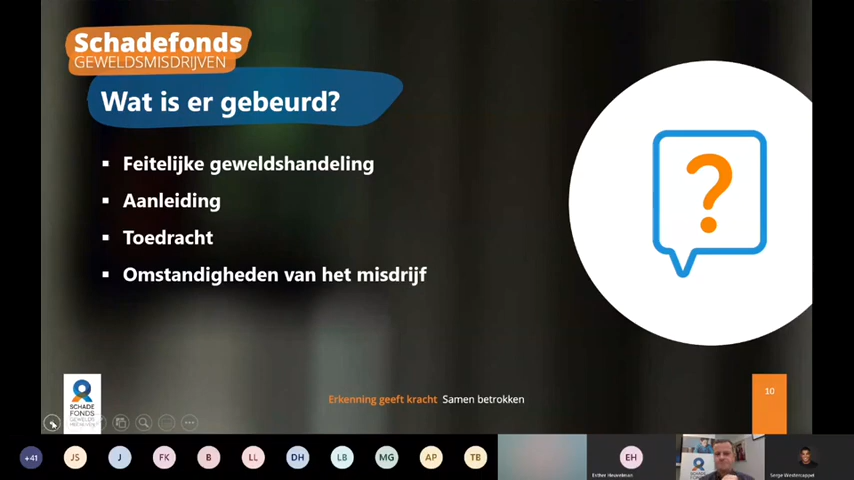 Schadefonds
GEWELDSMISDRIJVEN
Wat is er gebeurd?
Feitelijke geweldshandeling
Aanleiding
Toedracht
Omstandigheden van het misdrijf
?
SCHADE
FONDS
Erkenning geeft kracht Samen betrokken
10
+41
JS
J
FK
B
LL
DH
LB
MG
AP
TB
EH